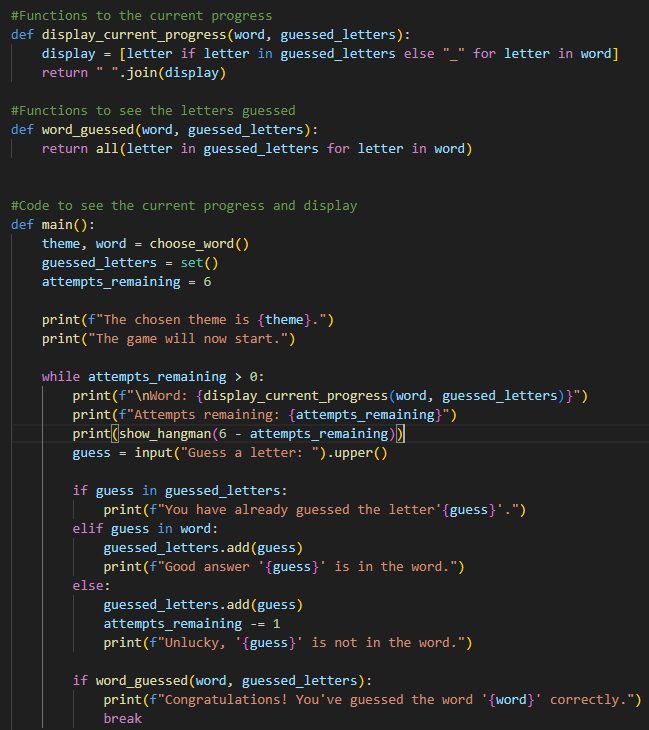 #Functions to the current progress
def display_current_progress(word, guessed_letters):
    display = [letter if letter in guessed_letters else "_" for letter in word]
    return " ".join(display)

#Functions to see the letters guessed
def word_guessed(word, guessed_letters):
    return all(letter in guessed_letters for letter in word)


#Code to see the current progress and display
def main():
    theme, word = choose_word()
    guessed_letters = set()
    attempts_remaining = 6

    print(f"The chosen theme is {theme}.")
    print("The game will now start.")

    while attempts_remaining > 0:
        print(f"\nWord: {display_current_progress(word, guessed_letters)}")
        print(f"Attempts remaining: {attempts_remaining}")
        print(show_hangman(6 - attempts_remaining))
        guess = input("Guess a letter: ").upper()

        if guess in guessed_letters:
            print(f"You have already guessed the letter'{guess}'.")
        elif guess in word:
            guessed_letters.add(guess)
            print(f"Good answer '{guess}' is in the word.")
        else:
            guessed_letters.add(guess)
            attempts_remaining -= 1
            print(f"Unlucky, '{guess}' is not in the word.")

        if word_guessed(word, guessed_letters):
            print(f"Congratulations! You've guessed the word '{word}' correctly.")
            break